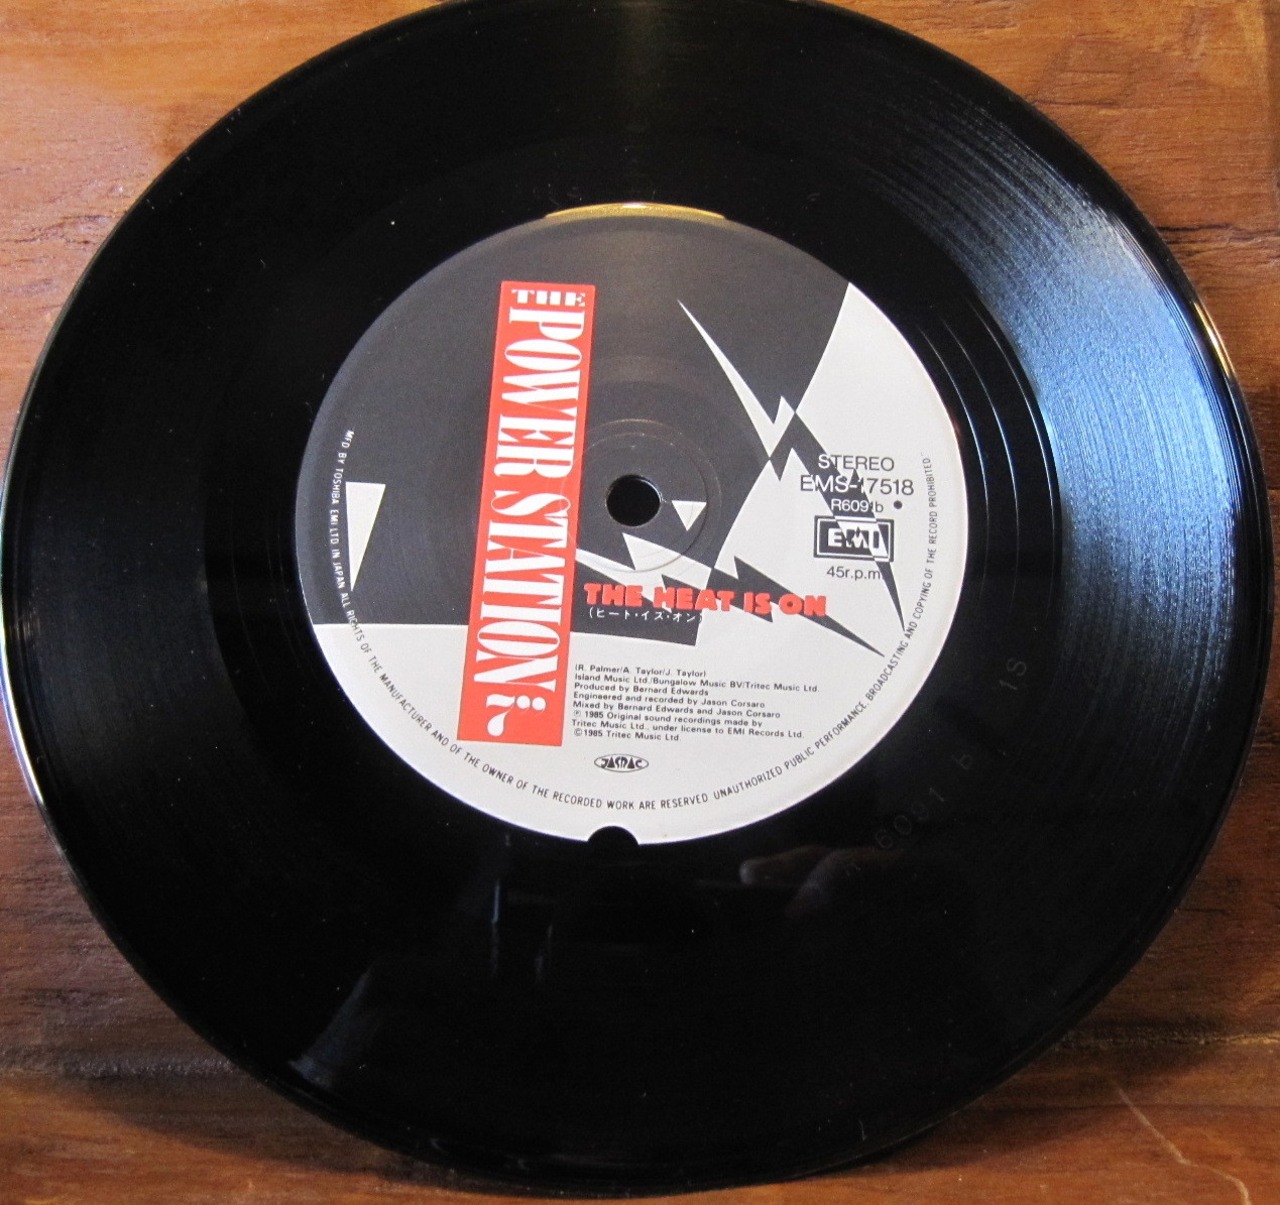 THE POWER STATION
STEREO
EMS-17518
R6091b ●
EMI
45r.p.m.
THE HEAT IS ON
(ヒート・イズ・オン)
(R. Palmer/A. Taylor/J. Taylor)
Island Music Ltd./Bungalow Music BV/Tritec Music Ltd.
Produced by Bernard Edwards
Engineered and recorded by Jason Corsaro
Mixed by Bernard Edwards and Jason Corsaro
Ⓟ 1985 Original sound recordings made by
Tritec Music Ltd., under license to EMI Records Ltd.
©1985 Tritec Music Ltd.
JASRAC
MFD BY TOSHIBA EMI LTD IN JAPAN ALL RIGHTS OF THE MANUFACTURER AND OF THE OWNER OF THE RECORDED WORK ARE RESERVED UNAUTHORIZED PUBLIC PERFORMANCE, BROADCASTING AND COPYING OF THE RECORD PROHIBITED
R 6091 b 1S